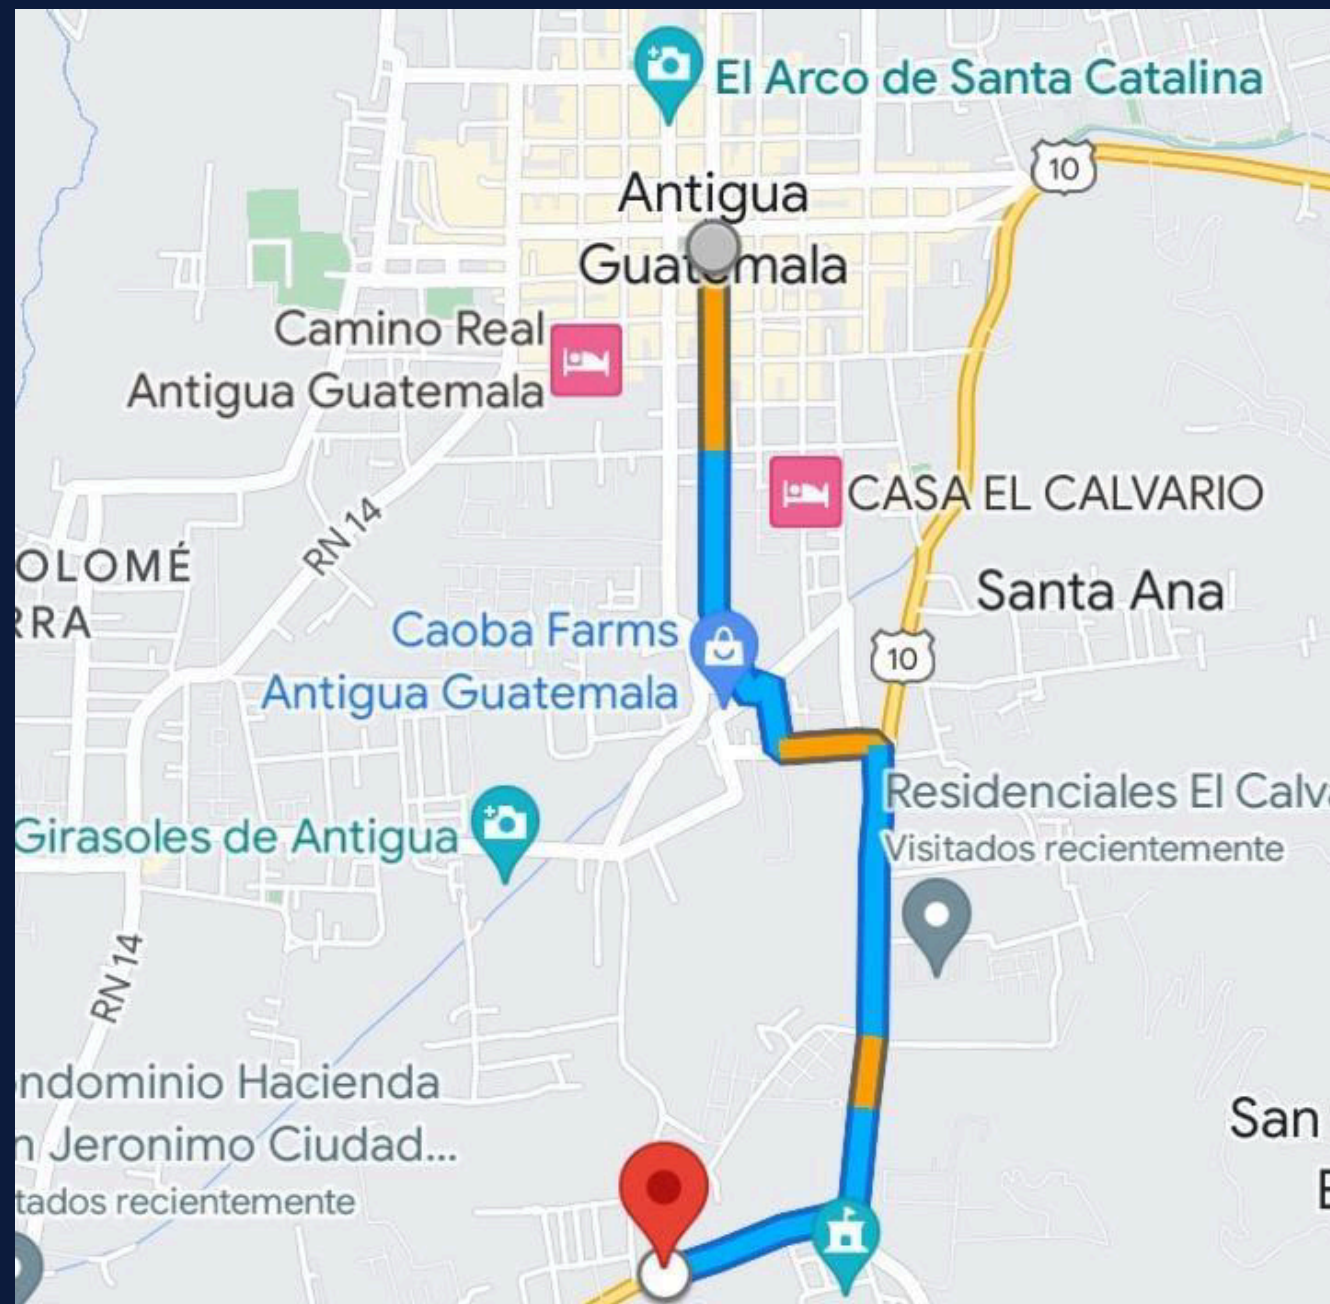 El Arco de Santa Catalina
10
Antigua
Guatemala
Camino Real
Antigua Guatemala
CASA EL CALVARIO
RN 14
OLOMÉ
RRA
Santa Ana
Caoba Farms
Antigua Guatemala
10
Residenciales El Calva
Visitados recientemente
Girasoles de Antigua
RN 14
ondominio Hacienda
n Jeronimo Ciudad...
tados recientemente
San
E